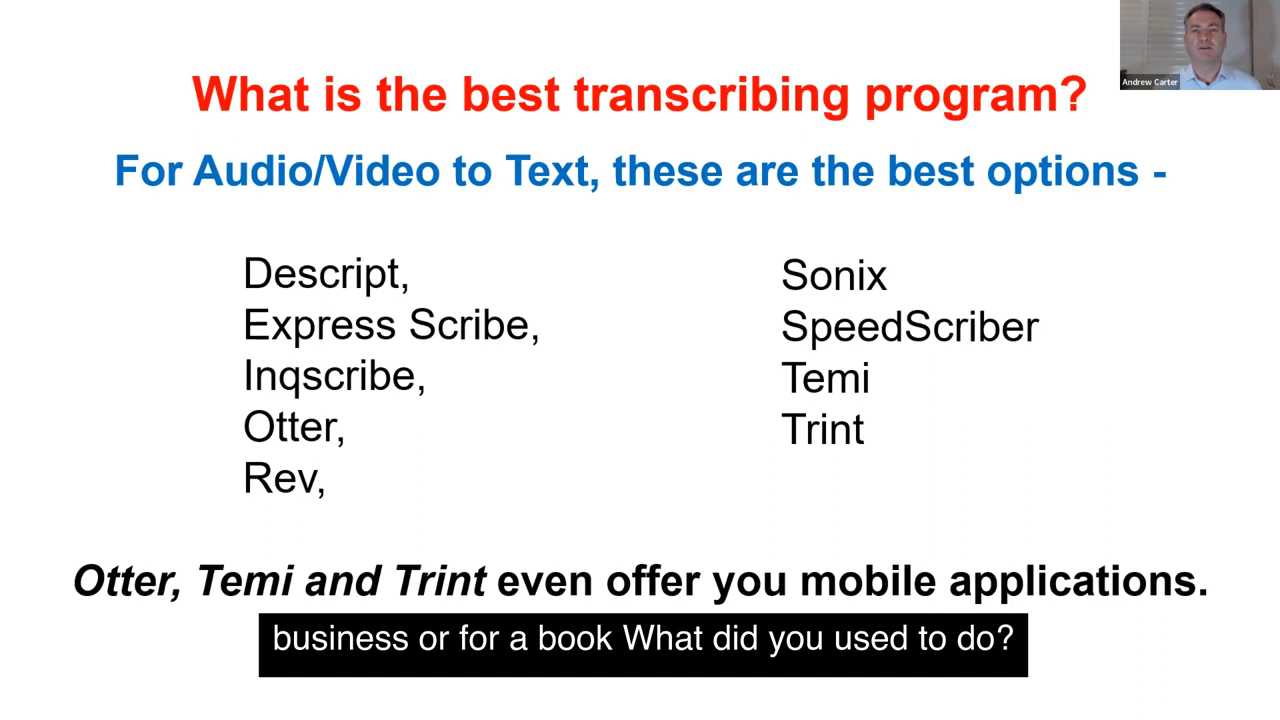 Andrew Carter
What is the best transcribing program?
For Audio/Video to Text, these are the best options -
Descript,
Express Scribe,
Inqscribe,
Otter,
Rev,
Sonix
SpeedScriber
Temi
Trint
Otter, Temi and Trint even offer you mobile applications.
business or for a book What did you used to do?